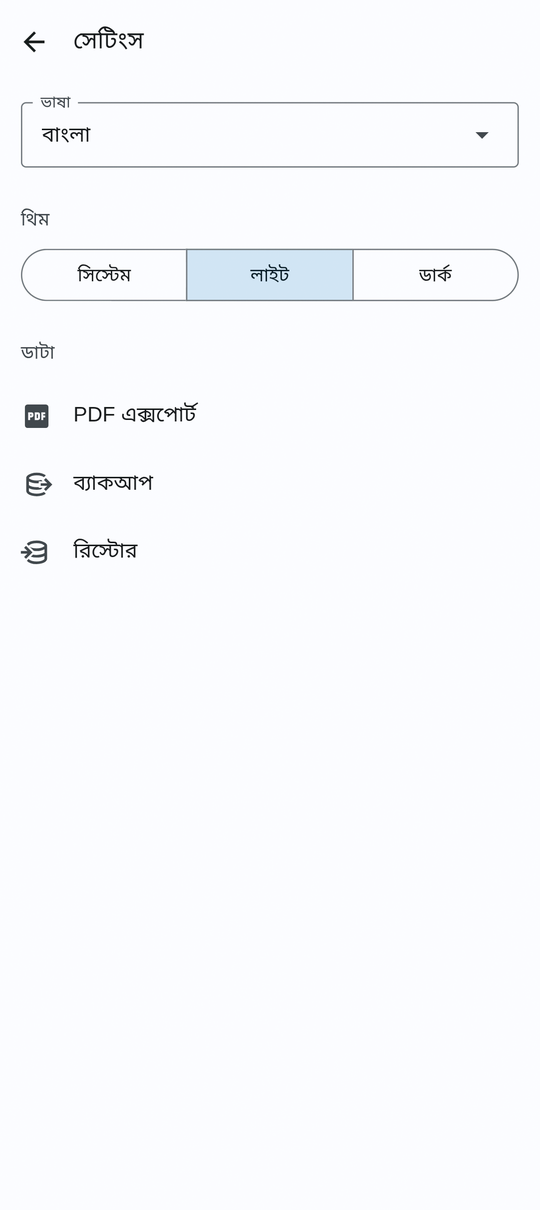 সেটিংস
ভাষা
বাংলা
থিম
সিস্টেম লাইট ডার্ক
ডাটা
PDF PDF এক্সপোর্ট
ব্যাকআপ
রিস্টোর